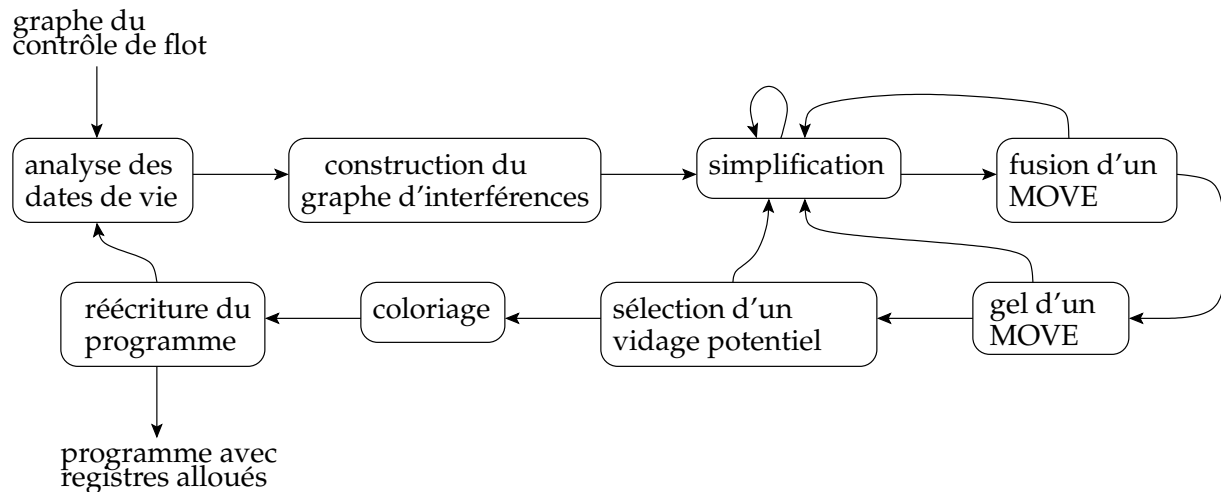 graphe du
contrôle de flot
analyse des
dates de vie
construction du
graphe d'interférences
simplification
fusion d'un
MOVE
réécriture du
programme
coloriage
sélection d'un
vidage potentiel
gel d'un
MOVE
programme avec
registres alloués